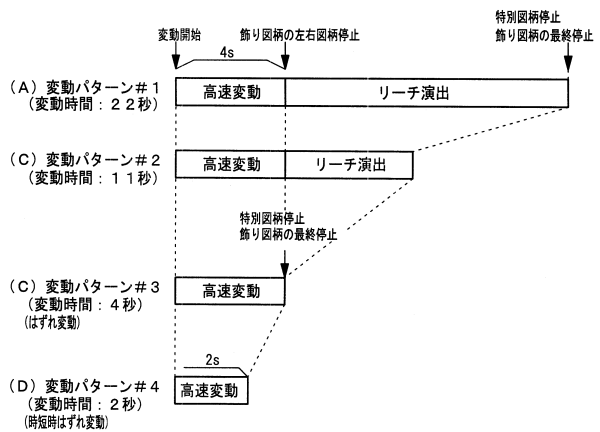 特別図柄停止
変動開始 飾り図柄の左右図柄停止 飾り図柄の最終停止
4s
(A)変動パターン#1 高速変動 リーチ演出
(変動時間:22秒)
(C)変動パターン#2 高速変動 リーチ演出
(変動時間:11秒)
特別図柄停止
飾り図柄の最終停止
(C)変動パターン#3 高速変動
(変動時間:4秒)
(はずれ変動)
2s
(D)変動パターン#4 高速変動
(変動時間:2秒)
(時短時はずれ変動)